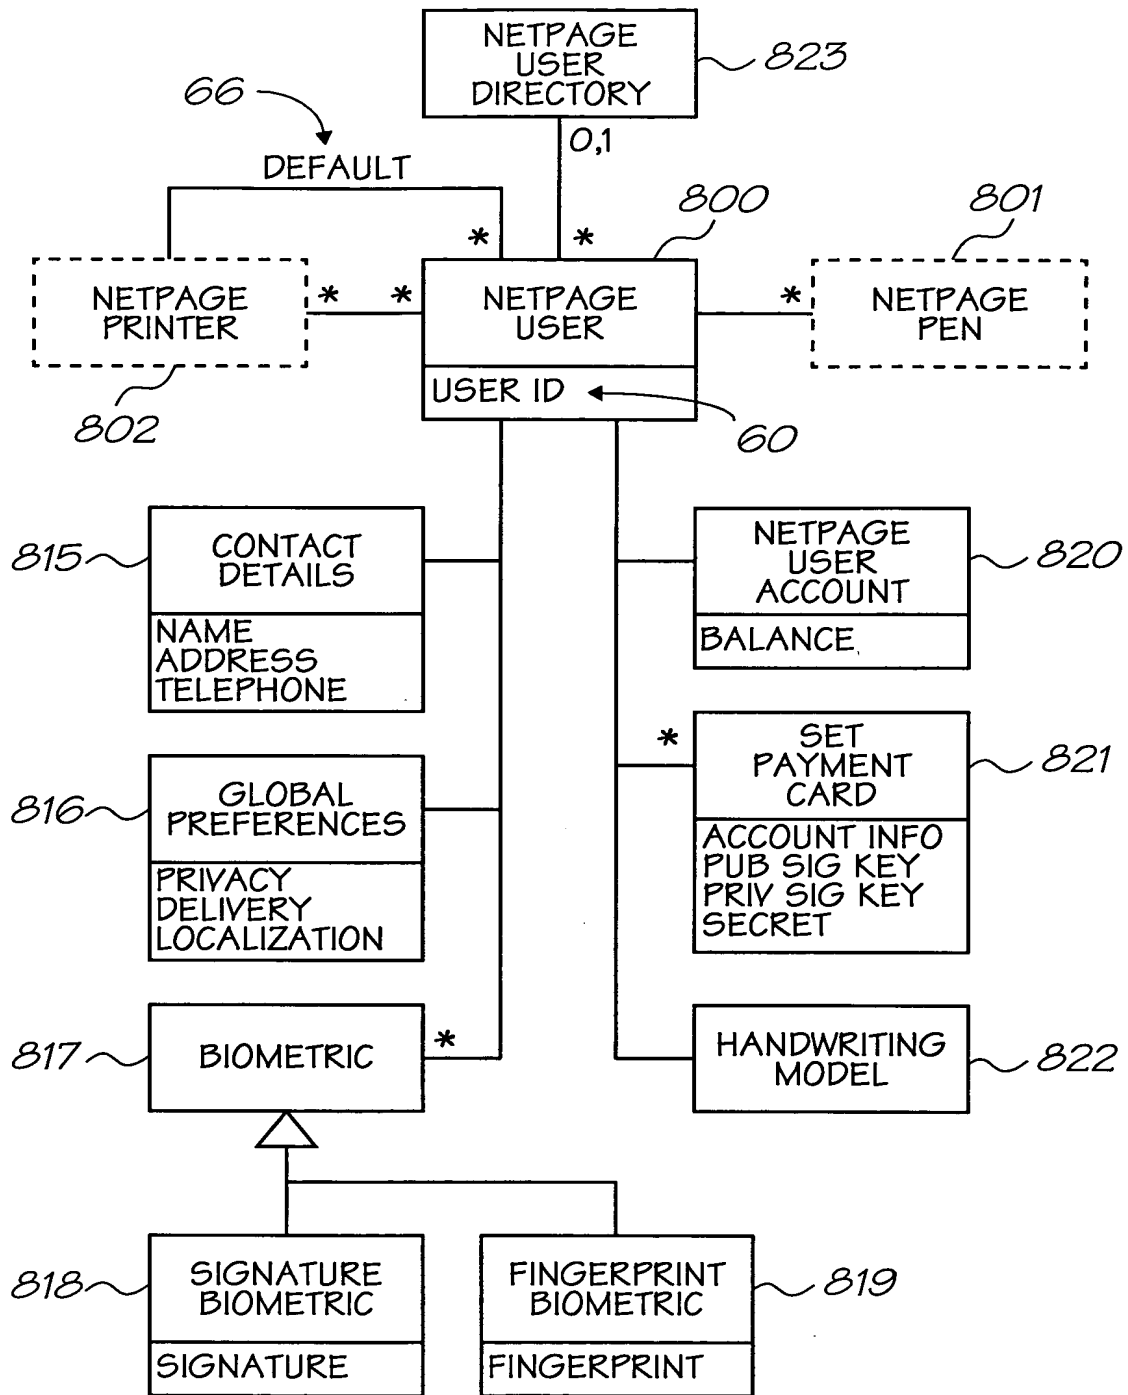 NETPAGE
USER
DIRECTORY
823
66
DEFAULT
0,1
*
*
800
801
NETPAGE
PRINTER
*
*
NETPAGE
USER
*
NETPAGE
PEN
802
USER ID
60
815
CONTACT
DETAILS
NAME
ADDRESS
TELEPHONE
NETPAGE
USER
ACCOUNT
820
BALANCE
816
GLOBAL
PREFERENCES
PRIVACY
DELIVERY
LOCALIZATION
*
SET
PAYMENT
CARD
821
ACCOUNT INFO
PUB SIG KEY
PRIV SIG KEY
SECRET
817
BIOMETRIC
*
HANDWRITING
MODEL
822
818
SIGNATURE
BIOMETRIC
SIGNATURE
FINGERPRINT
BIOMETRIC
819
FINGERPRINT